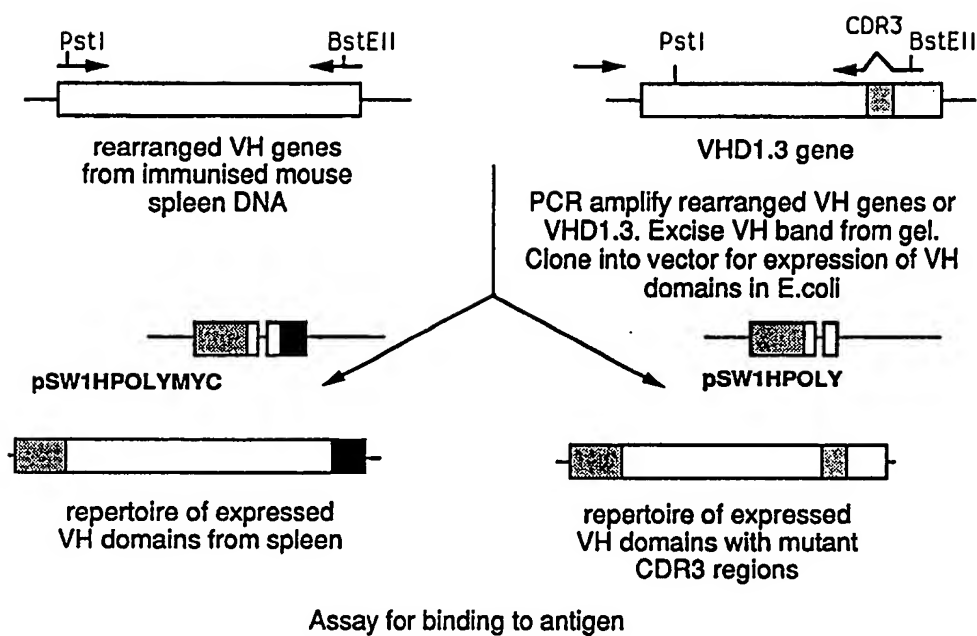 PstI
BstEII
rearranged VH genes
from immunised mouse
spleen DNA
PstI
CDR3
BstEII
VHD1.3 gene
PCR amplify rearranged VH genes or
VHD1.3. Excise VH band from gel.
Clone into vector for expression of VH
domains in E.coli
pSW1HPOLYMYC
pSW1HPOLY
repertoire of expressed
VH domains from spleen
repertoire of expressed
VH domains with mutant
CDR3 regions
Assay for binding to antigen